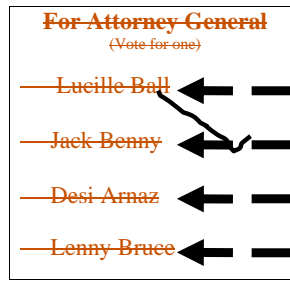 For Attorney General
(Vote for one)
Lucille Ball
Jack Benny
Desi Arnaz
Lenny Bruce